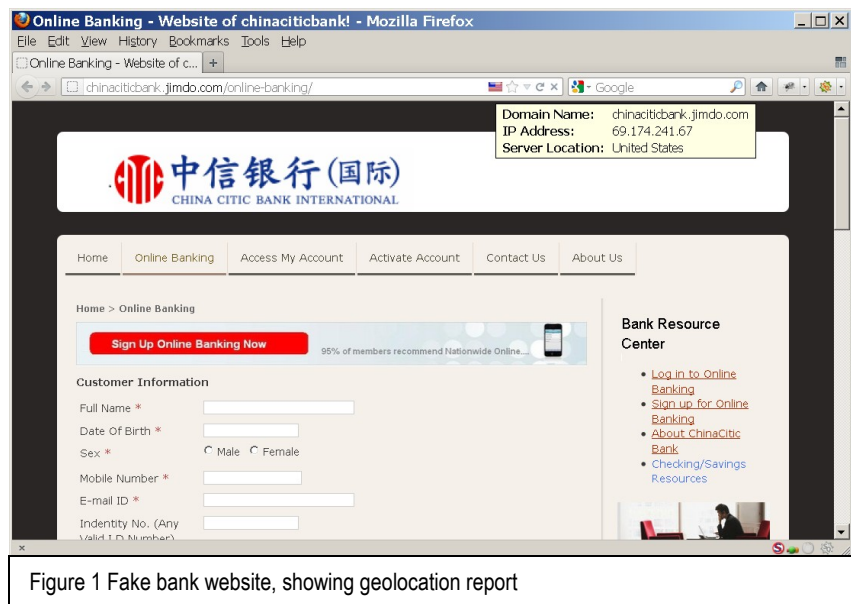 Online Banking - Website of chinaciticbank! - Mozilla Firefox
File Edit View History Bookmarks Tools Help
Online Banking - Website of c... +
chinaciticbank.jimdo.com/online-banking/ Google
Domain Name: chinaciticbank.jimdo.com
IP Address: 69.174.241.67
Server Location: United States
中信银行(国际)
CHINA CITIC BANK INTERNATIONAL
Home Online Banking Access My Account Activate Account Contact Us About Us
Home > Online Banking
Sign Up Online Banking Now 95% of members recommend Nationwide Online...
Customer Information
Full Name *
Date Of Birth *
Sex * Male Female
Mobile Number *
E-mail ID *
Indentity No. (Any
Valid I.D Number)
Bank Resource
Center
Log in to Online
Banking
Sign up for Online
Banking
About ChinaCitic
Bank
Checking/Savings
Resources
Figure 1 Fake bank website, showing geolocation report